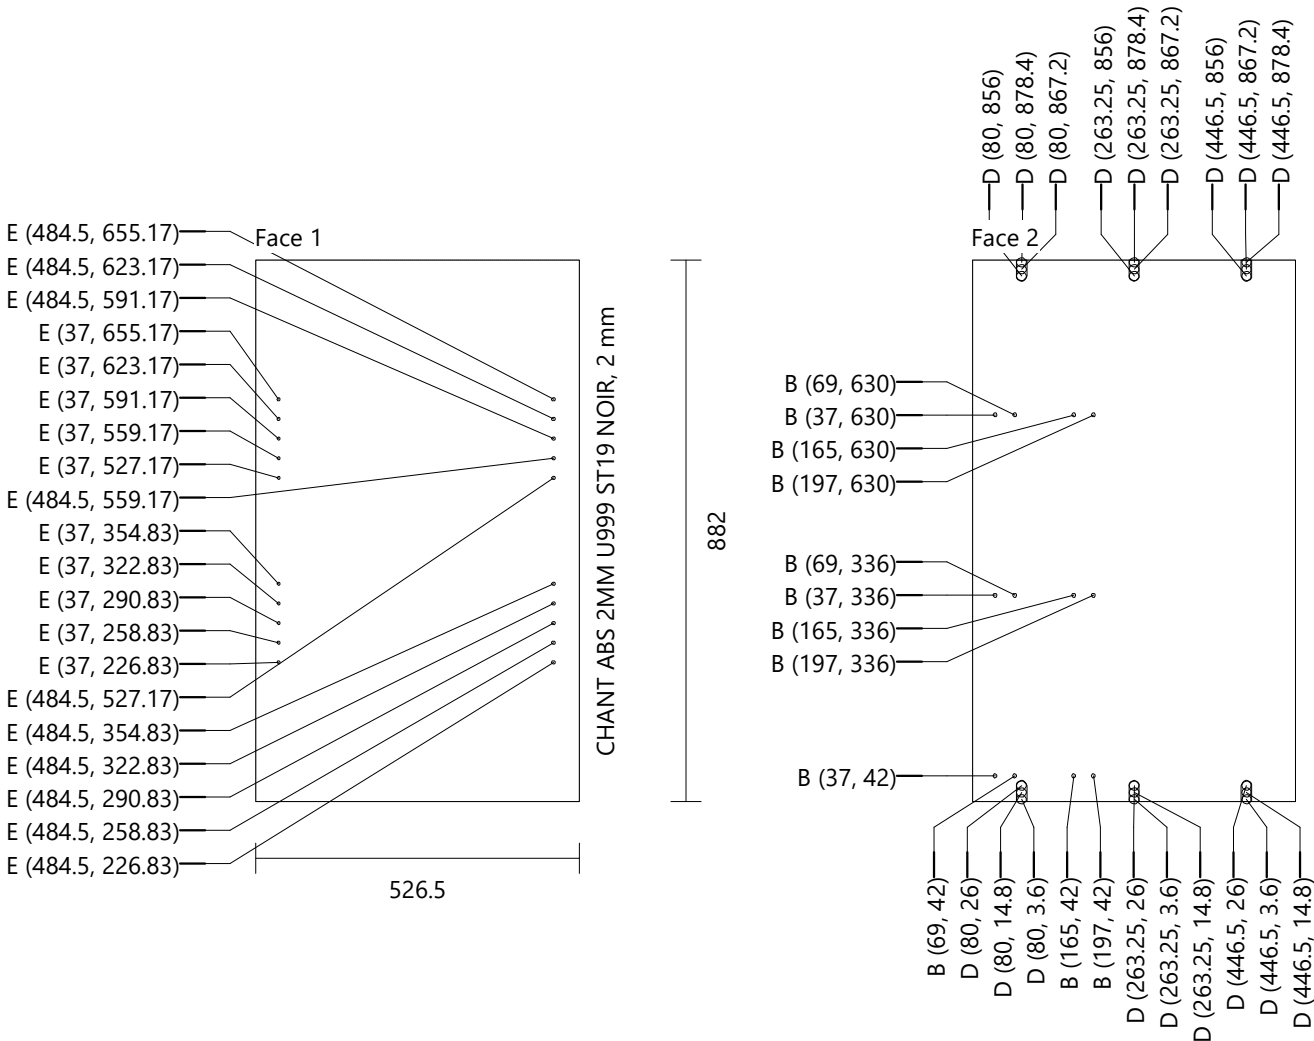 Face 1
E (484.5, 655.17)
E (484.5, 623.17)
E (484.5, 591.17)
E (37, 655.17)
E (37, 623.17)
E (37, 591.17)
E (37, 559.17)
E (37, 527.17)
E (484.5, 559.17)
E (37, 354.83)
E (37, 322.83)
E (37, 290.83)
E (37, 258.83)
E (37, 226.83)
E (484.5, 527.17)
E (484.5, 354.83)
E (484.5, 322.83)
E (484.5, 290.83)
E (484.5, 258.83)
E (484.5, 226.83)
CHANT ABS 2MM U999 ST19 NOIR, 2 mm
882
526.5
D (80, 856)
D (80, 878.4)
D (80, 867.2)
D (263.25, 856)
D (263.25, 878.4)
D (263.25, 867.2)
D (446.5, 856)
D (446.5, 867.2)
D (446.5, 878.4)
Face 2
B (69, 630)
B (37, 630)
B (165, 630)
B (197, 630)
B (69, 336)
B (37, 336)
B (165, 336)
B (197, 336)
B (37, 42)
B (69, 42)
D (80, 26)
D (80, 14.8)
D (80, 3.6)
B (165, 42)
B (197, 42)
D (263.25, 26)
D (263.25, 3.6)
D (263.25, 14.8)
D (446.5, 26)
D (446.5, 3.6)
D (446.5, 14.8)